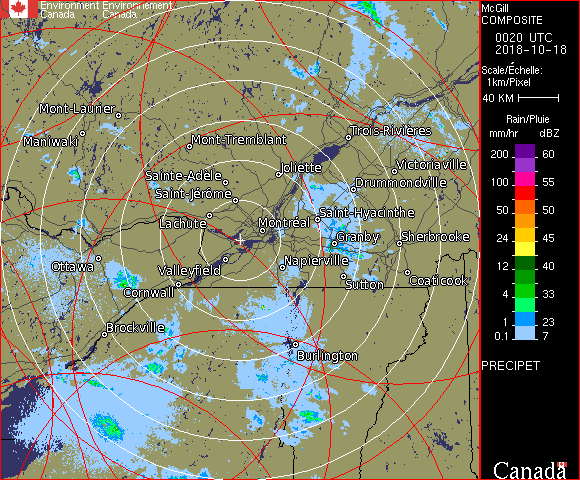 Environment Environnement
Canada Canada
McGill
COMPOSITE
0020 UTC
2018-10-18
Scale/Échelle:
1km/Pixel
40 KM
Rain/Pluie
mm/hr dBZ
200 60
100 55
50 50
24 45
12 40
4 33
1 23
0.1 7
PRECIPET
Mont-Laurier
Maniwaki
Mont-Tremblant
Trois-Rivières
Joliette
Victoriaville
Sainte-Adèle
Drummondville
Saint-Jérôme
Saint-Hyacinthe
Lachute
Montréal
Granby
Sherbrooke
Ottawa
Valleyfield
Napierville
Cornwall
Sutton
Coaticook
Brockville
Burlington
Canada